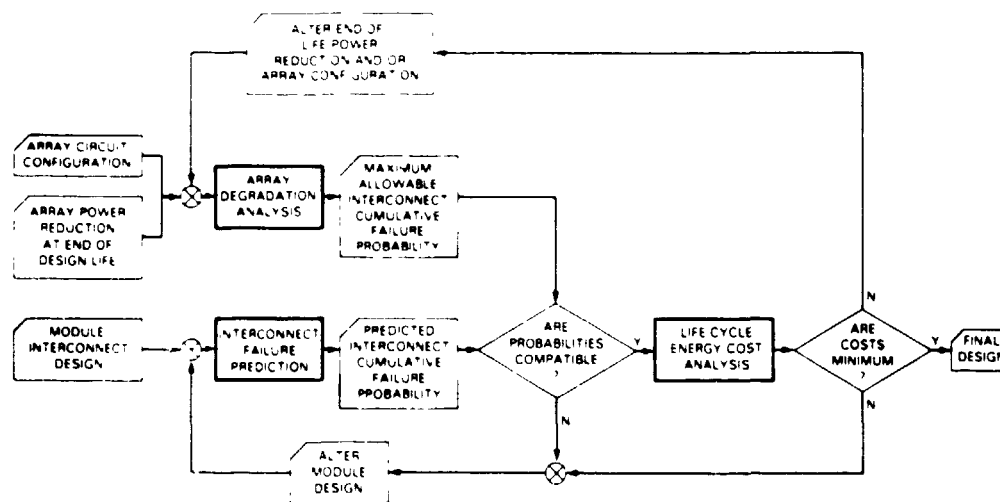 ALTER END OF
LIFE POWER
REDUCTION AND OR
ARRAY CONFIGURATION
ARRAY CIRCUIT
CONFIGURATION
ARRAY POWER
REDUCTION
AT END OF
DESIGN LIFE
ARRAY
DEGRADATION
ANALYSIS
MAXIMUM
ALLOWABLE
INTERCONNECT
CUMULATIVE
FAILURE
PROBABILITY
MODULE
INTERCONNECT
DESIGN
INTERCONNECT
FAILURE
PREDICTION
PREDICTED
INTERCONNECT
CUMULATIVE
FAILURE
PROBABILITY
ARE
PROBABILITIES
COMPATIBLE
?
Y
N
LIFE CYCLE
ENERGY COST
ANALYSIS
N
ARE
COSTS
MINIMUM
?
Y
N
FINAL
DESIGN
ALTER
MODULE
DESIGN